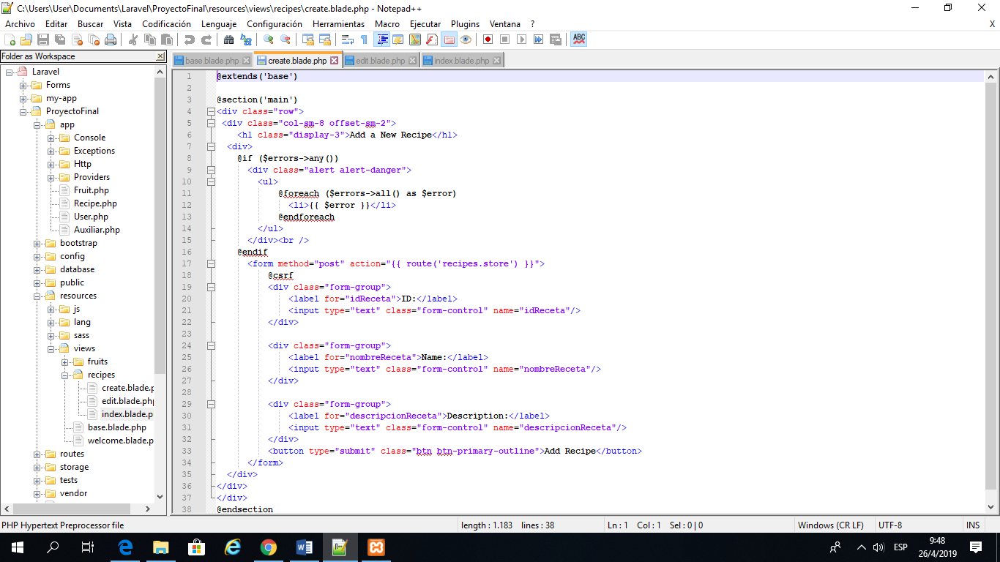 C:\Users\User\Documents\Laravel\ProyectoFinal\resources\views\recipes\create.blade.php - Notepad++
Archivo Editar Buscar Vista Codificación Lenguaje Configuración Herramientas Macro Ejecutar Plugins Ventana ? X
ABC
Folder as Workspace
Laravel
Forms
my-app
ProyectoFinal
app
Console
Exceptions
Http
Providers
Fruit.php
Recipe.php
User.php
Auxiliar.php
bootstrap
config
database
public
resources
js
lang
sass
views
fruits
recipes
create.blade.p
edit.blade.php
index.blade.p
base.blade.php
welcome.blade.p
routes
storage
tests
vendor
base.blade.php create.blade.php edit.blade.php index.blade.php
1 @extends('base')
2
3 @section('main')
4 <div class="row">
5 <div class="col-sm-8 offset-sm-2">
6 <h1 class="display-3">Add a New Recipe</h1>
7 <div>
8 @if ($errors->any())
9 <div class="alert alert-danger">
10 <ul>
11 @foreach ($errors->all() as $error)
12 <li>{{ $error }}</li>
13 @endforeach
14 </ul>
15 </div><br />
16 @endif
17 <form method="post" action="{{ route('recipes.store') }}">
18 @csrf
19 <div class="form-group">
20 <label for="idReceta">ID:</label>
21 <input type="text" class="form-control" name="idReceta"/>
22 </div>
23
24 <div class="form-group">
25 <label for="nombreReceta">Name:</label>
26 <input type="text" class="form-control" name="nombreReceta"/>
27 </div>
28
29 <div class="form-group">
30 <label for="descripcionReceta">Description:</label>
31 <input type="text" class="form-control" name="descripcionReceta"/>
32 </div>
33 <button type="submit" class="btn btn-primary-outline">Add Recipe</button>
34 </form>
35 </div>
36 </div>
37 </div>
38 @endsection
PHP Hypertext Preprocessor file length : 1.183 lines : 38 Ln : 1 Col : 1 Sel : 0 | 0 Windows (CR LF) UTF-8 INS
ESP
9:48
26/4/2019